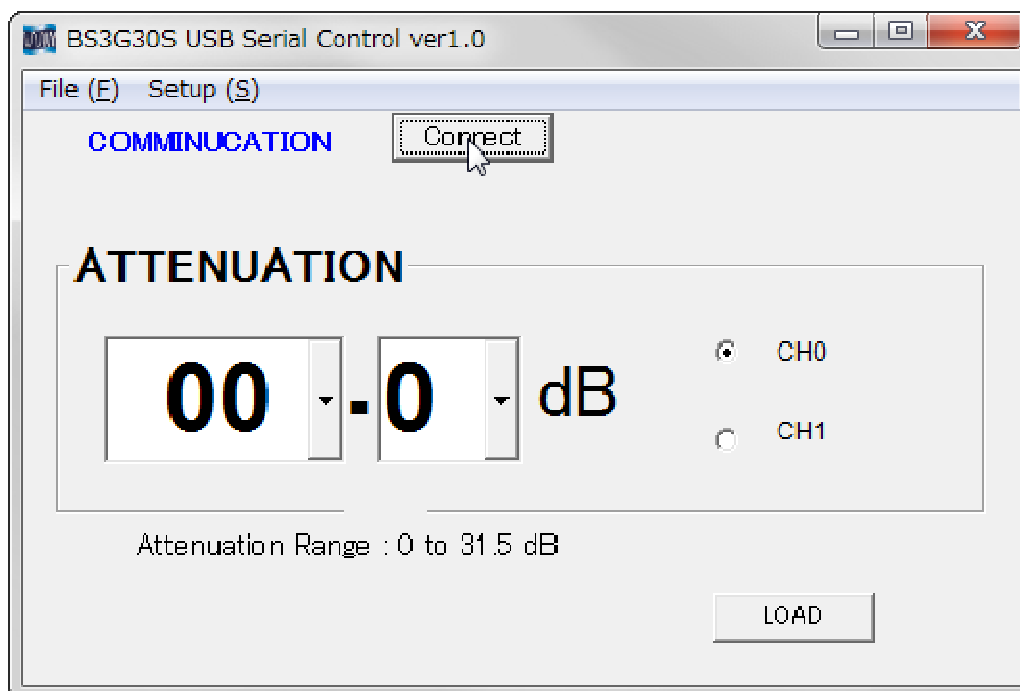 BS3G30S USB Serial Control ver1.0
File (F) Setup (S)
COMMINUCATION Connect
ATTENUATION
00 . 0 dB
CH0
CH1
Attenuation Range : 0 to 31.5 dB
LOAD